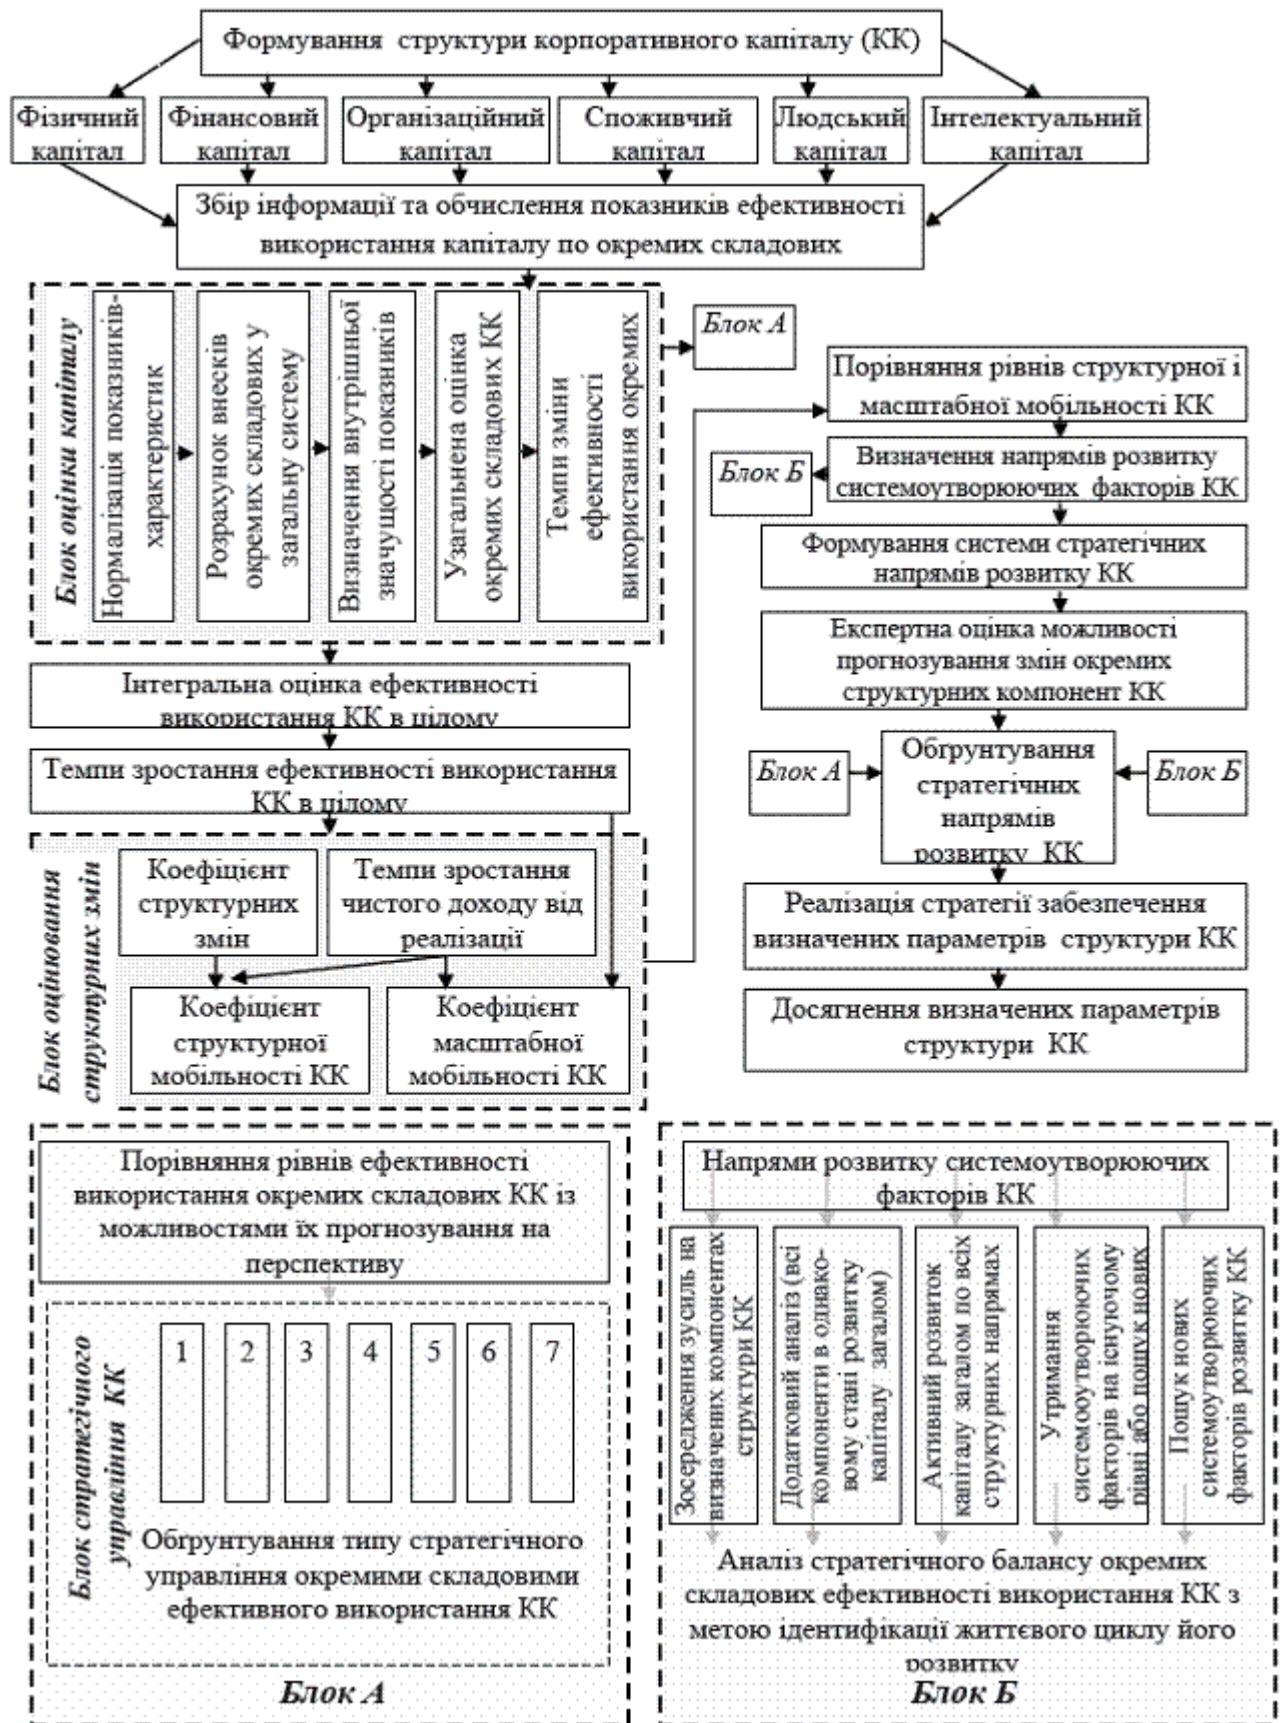 Формування структури корпоративного капіталу (КК)
Фізичний
капітал
Фінансовий
капітал
Організаційний
капітал
Споживчий
капітал
Людський
капітал
Інтелектуальний
капітал
Збір інформації та обчислення показників ефективності
використання капіталу по окремих складових
Блок оцінки капіталу
Нормалізація показників-
характеристик
Розрахунок внесків
окремих складових у
загальну систему
Визначення внутрішньої
значущості показників
Узагальнена оцінка
окремих складових КК
Темпи зміни
ефективності
використання окремих
Блок А
Порівняння рівнів структурної і
масштабної мобільності КК
Блок Б
Визначення напрямів розвитку
системоутворюючих факторів КК
Формування системи стратегічних
напрямів розвитку КК
Експертна оцінка можливості
прогнозування змін окремих
структурних компонент КК
Блок А
Обґрунтування
стратегічних
напрямів
розвитку КК
Блок Б
Реалізація стратегії забезпечення
визначених параметрів структури КК
Досягнення визначених параметрів
структури КК
Інтегральна оцінка ефективності
використання КК в цілому
Темпи зростання ефективності використання
КК в цілому
Блок оцінювання
структурних змін
Коефіцієнт
структурних
змін
Темпи зростання
чистого доходу від
реалізації
Коефіцієнт
структурної
мобільності КК
Коефіцієнт
масштабної
мобільності КК
Порівняння рівнів ефективності
використання окремих складових КК із
можливостями їх прогнозування на
перспективу
Блок стратегічного
управління КК
1 2 3 4 5 6 7
Обґрунтування типу стратегічного
управління окремими складовими
ефективного використання КК
Блок А
Напрями розвитку системоутворюючих
факторів КК
Зосередження зусиль на
визначених компонентах
структури КК
Додатковий аналіз (всі
компоненти в однако-
вому стані розвитку
капіталу загалом)
Активний розвиток
капіталу загалом по всіх
структурних напрямах
Утримання
системооутворюючих
факторів на існуючому
рівні або пошук нових
Пошук нових
системоутворюючих
факторів розвитку КК
Аналіз стратегічного балансу окремих
складових ефективності використання КК з
метою ідентифікації життєвого циклу його
розвитку
Блок Б